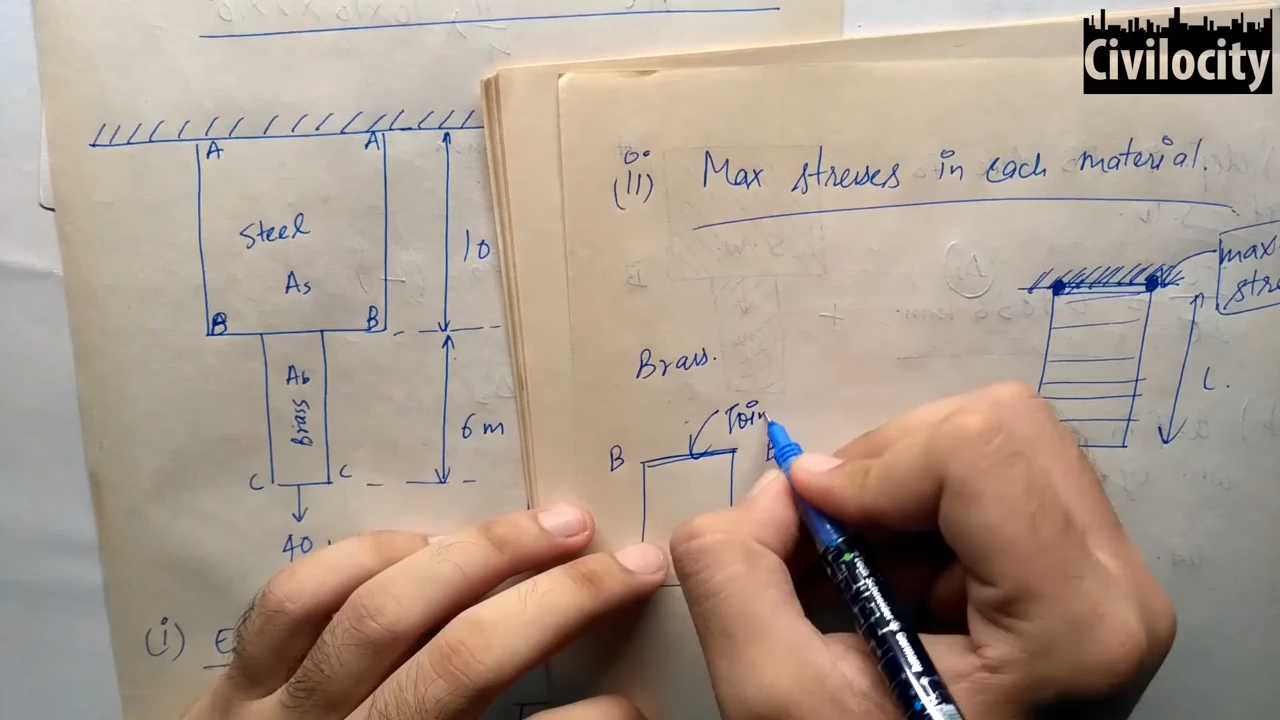 Civilocity
A A
Steel
As
B B
10
Ab
Brass
6 m
C C
40
(i) E
(ii) Max stresses in each material.
max
stre
L.
Brass.
Join
B B